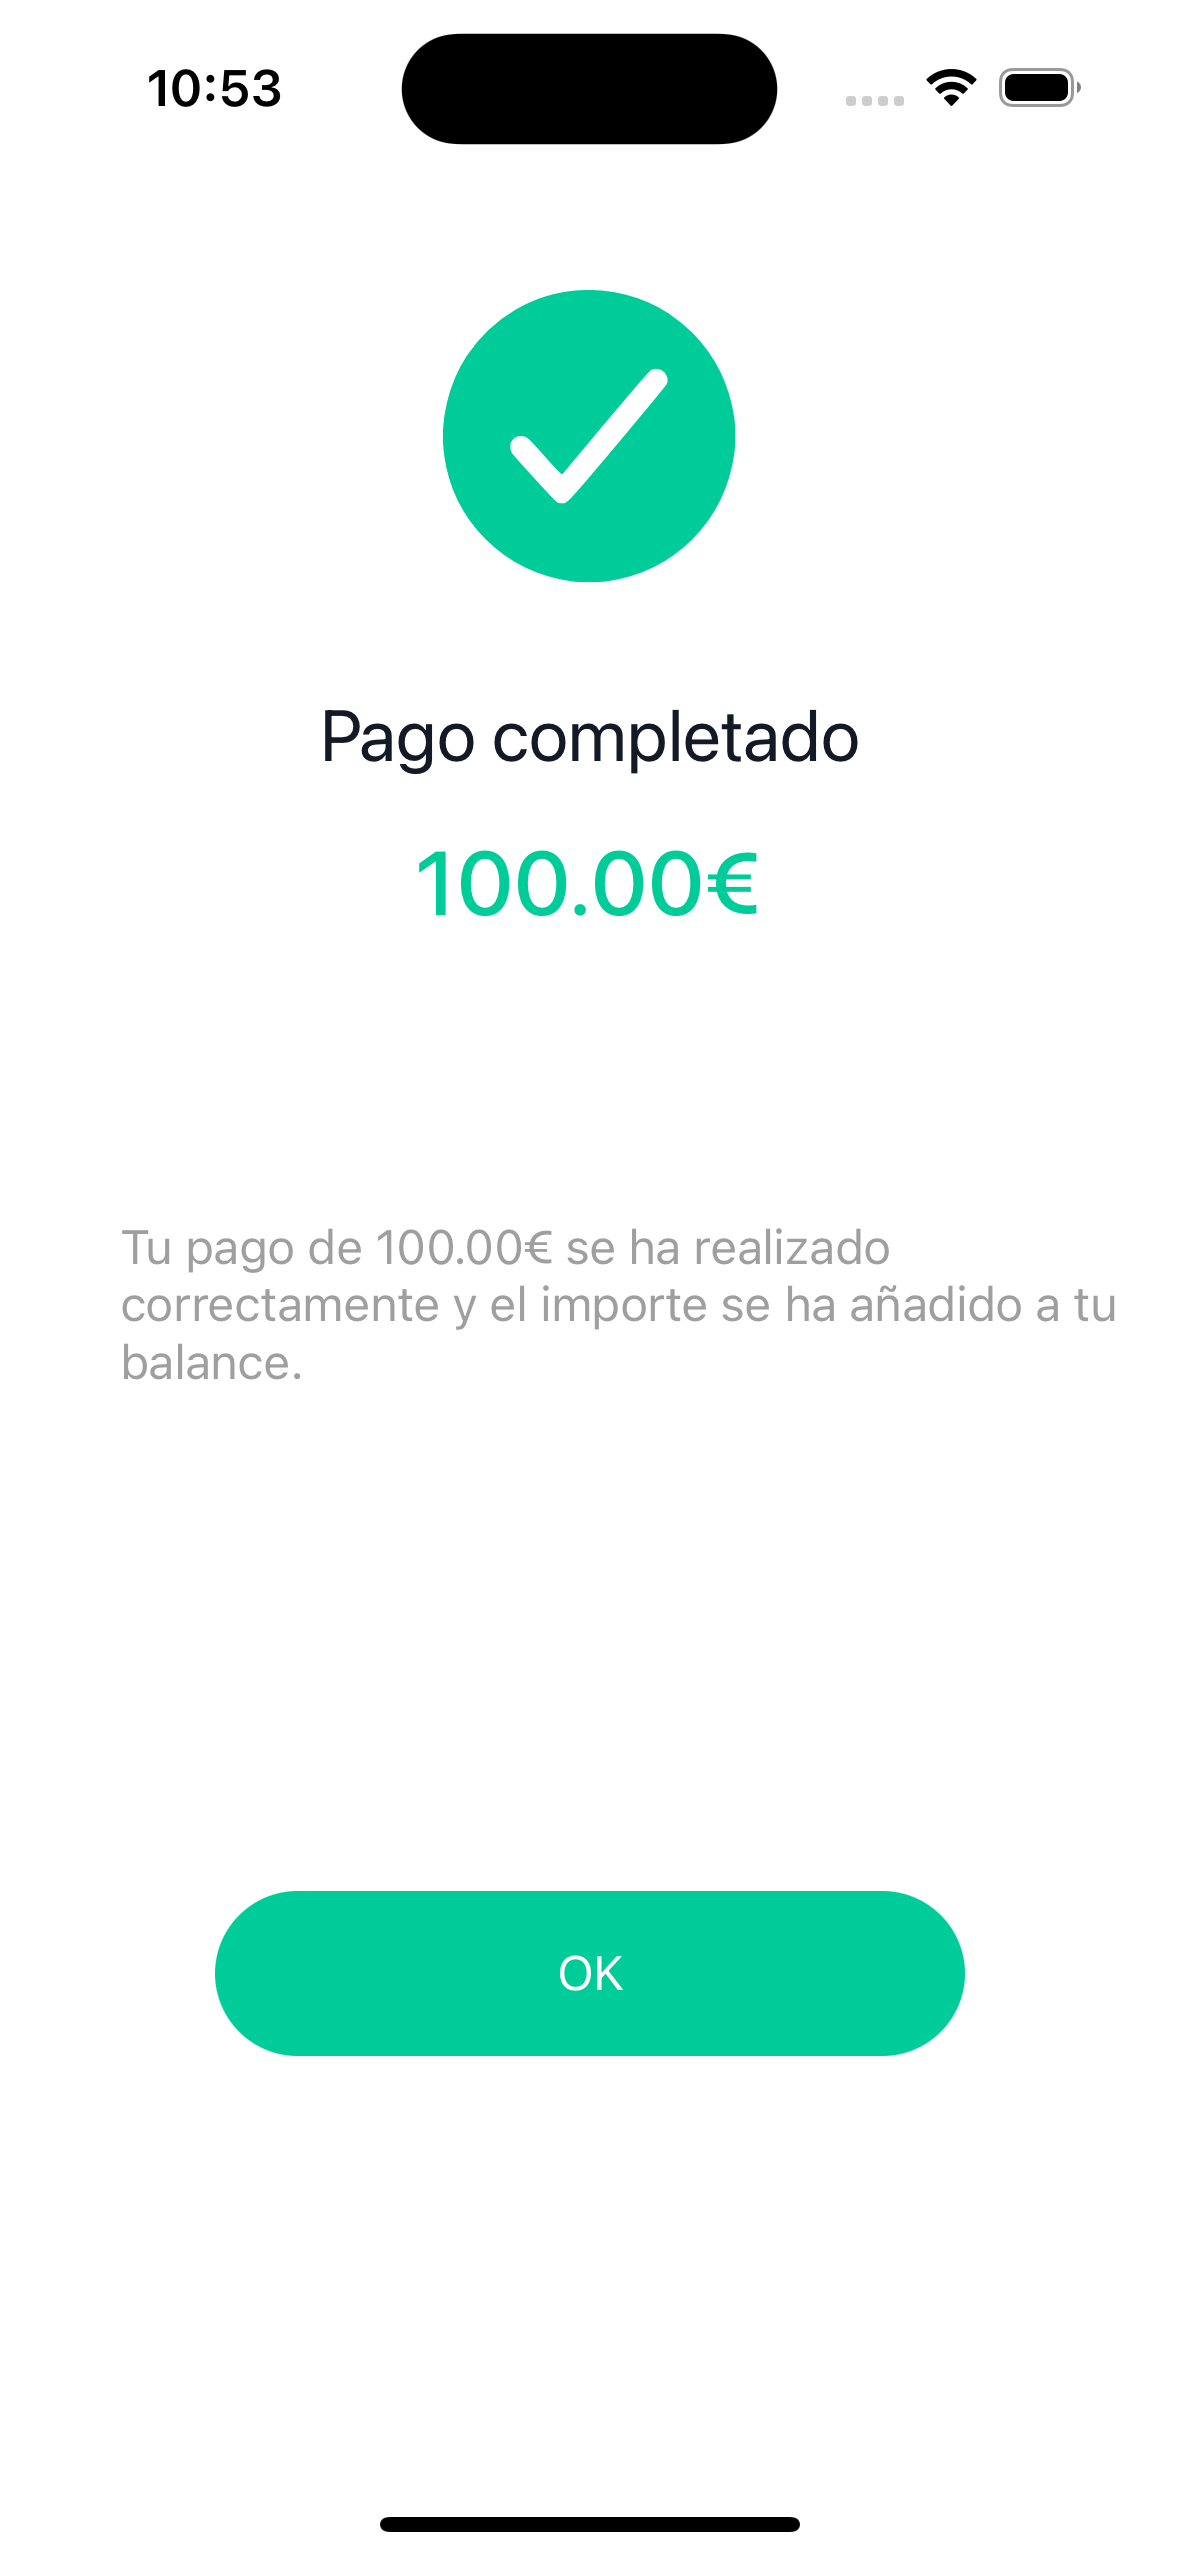 10:53
Pago completado
100.00€
Tu pago de 100.00€ se ha realizado
correctamente y el importe se ha añadido a tu
balance.
OK